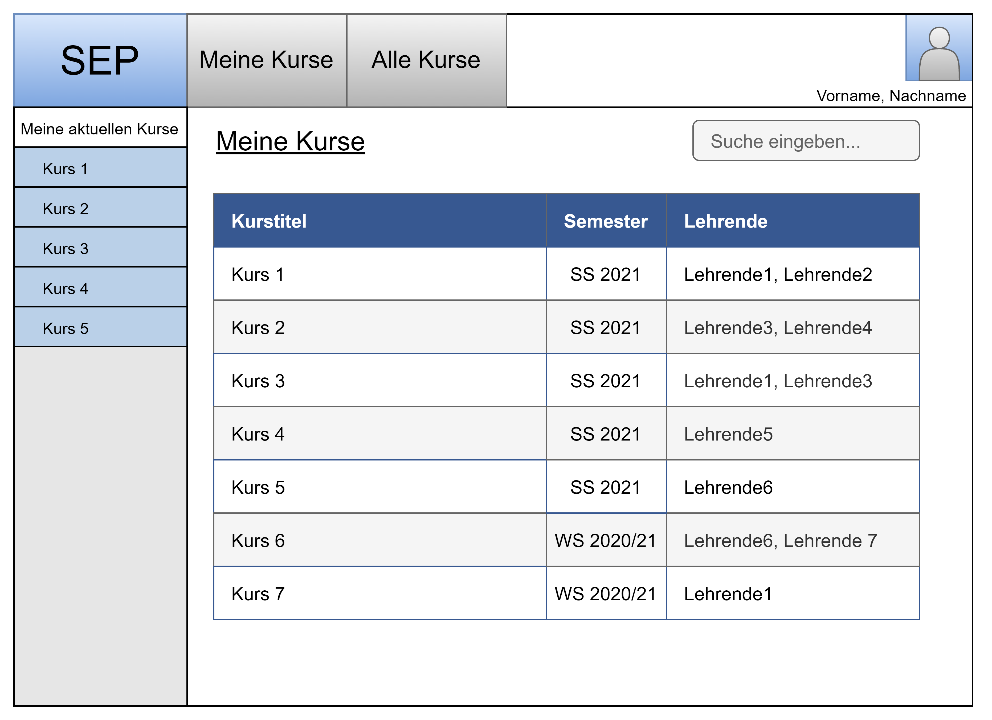 SEP
Meine Kurse
Alle Kurse
Vorname, Nachname
Meine aktuellen Kurse
Kurs 1
Kurs 2
Kurs 3
Kurs 4
Kurs 5
Meine Kurse
Suche eingeben...
Kurstitel Semester Lehrende
Kurs 1 SS 2021 Lehrende1, Lehrende2
Kurs 2 SS 2021 Lehrende3, Lehrende4
Kurs 3 SS 2021 Lehrende1, Lehrende3
Kurs 4 SS 2021 Lehrende5
Kurs 5 SS 2021 Lehrende6
Kurs 6 WS 2020/21 Lehrende6, Lehrende 7
Kurs 7 WS 2020/21 Lehrende1